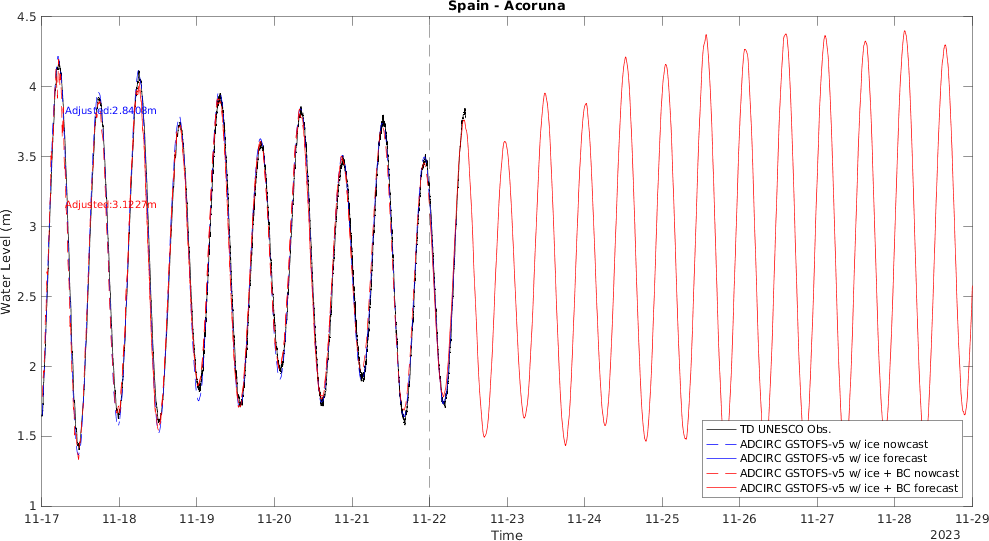 Spain - Acoruna
4.5
4
3.5
3
2.5
2
1.5
1
Water Level (m)
Adjusted:2.8408m
Adjusted:3.1227m
TD UNESCO Obs.
ADCIRC GSTOFS-v5 w/ ice nowcast
ADCIRC GSTOFS-v5 w/ ice forecast
ADCIRC GSTOFS-v5 w/ ice + BC nowcast
ADCIRC GSTOFS-v5 w/ ice + BC forecast
11-17 11-18 11-19 11-20 11-21 11-22 11-23 11-24 11-25 11-26 11-27 11-28 11-29
Time
2023